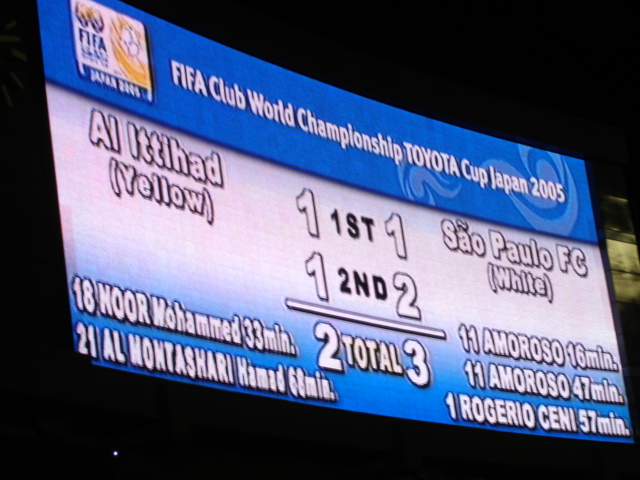 FIFA
JAPAN 2005
FIFA Club World Championship TOYOTA Cup Japan 2005
Al Ittihad
(Yellow)
São Paulo FC
(White)
1 1ST 1
1 2ND 2
2 TOTAL 3
18 NOOR Mohammed 33min.
21 AL MONTASHARI Hamad 68min.
11 AMOROSO 16min.
11 AMOROSO 47min.
1 ROGERIO CENI 57min.